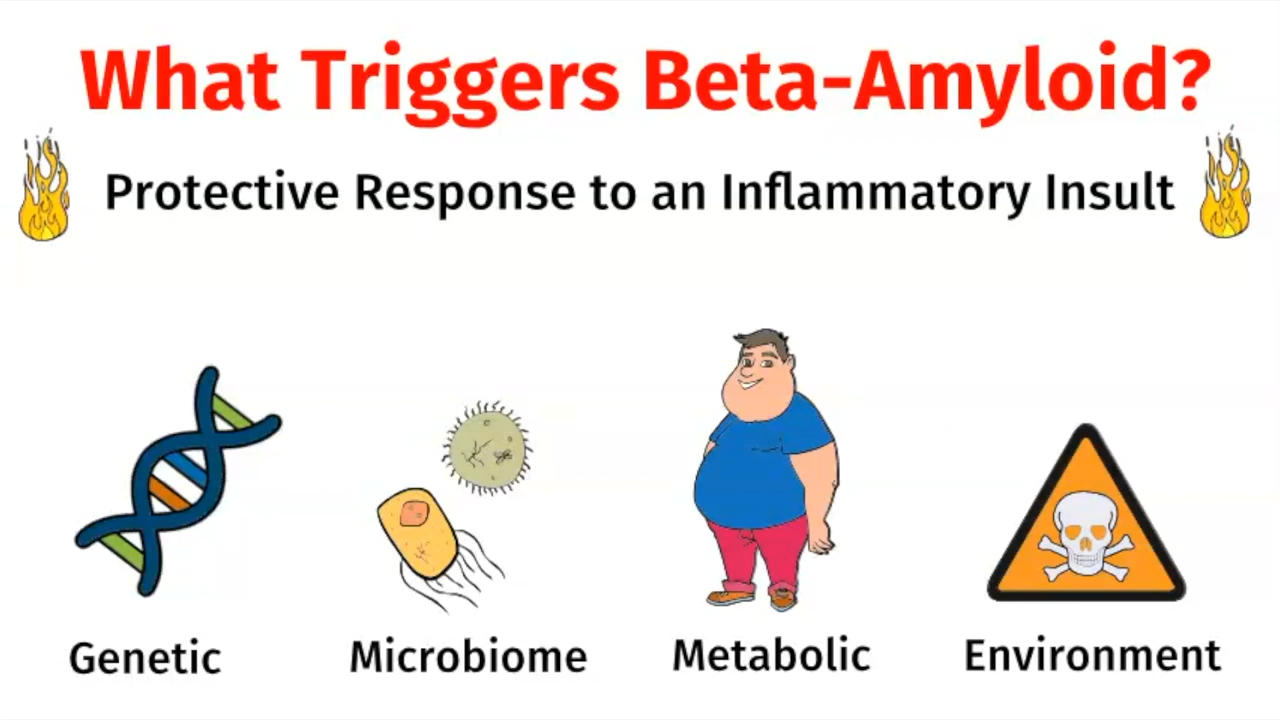 What Triggers Beta-Amyloid?
Protective Response to an Inflammatory Insult
Genetic
Microbiome
Metabolic
Environment